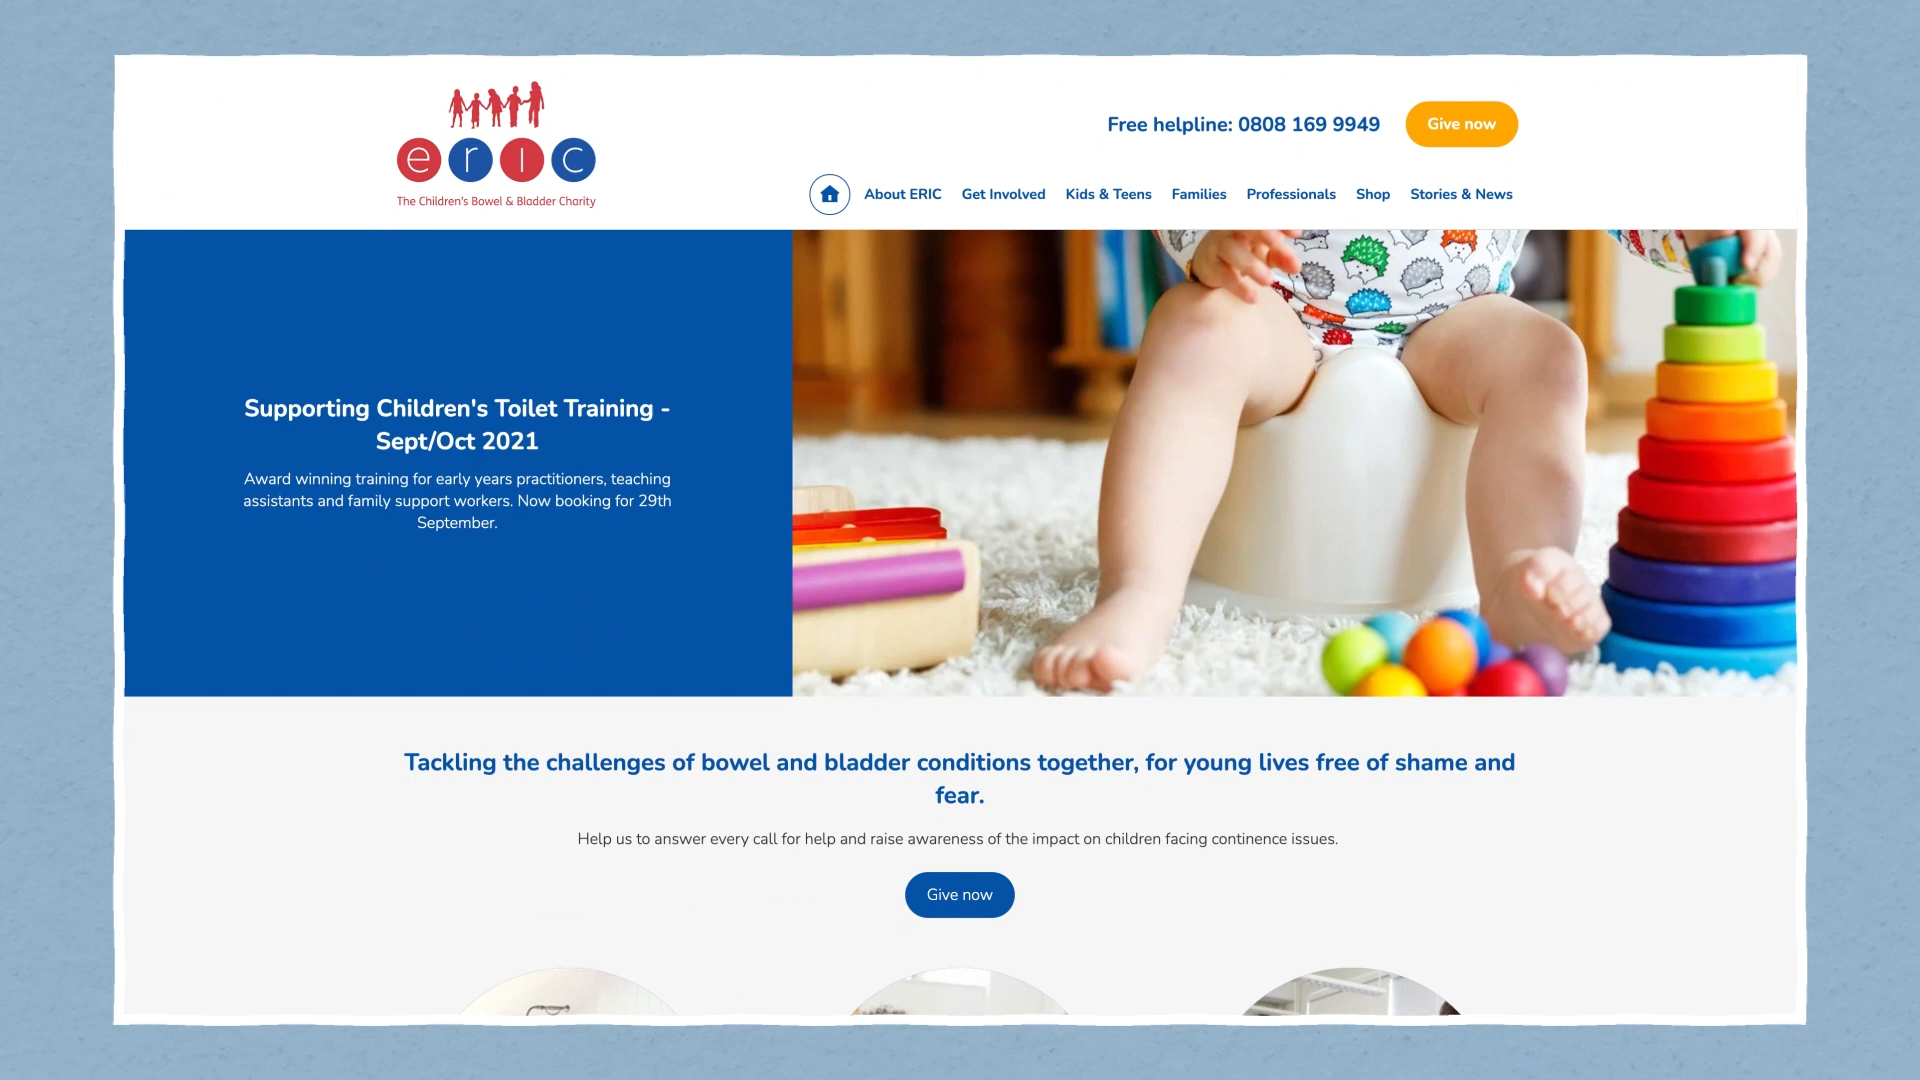 eric
The Children's Bowel & Bladder Charity
Free helpline: 0808 169 9949
Give now
About ERIC
Get Involved
Kids & Teens
Families
Professionals
Shop
Stories & News
Supporting Children's Toilet Training -
Sept/Oct 2021
Award winning training for early years practitioners, teaching
assistants and family support workers. Now booking for 29th
September.
Tackling the challenges of bowel and bladder conditions together, for young lives free of shame and
fear.
Help us to answer every call for help and raise awareness of the impact on children facing continence issues.
Give now